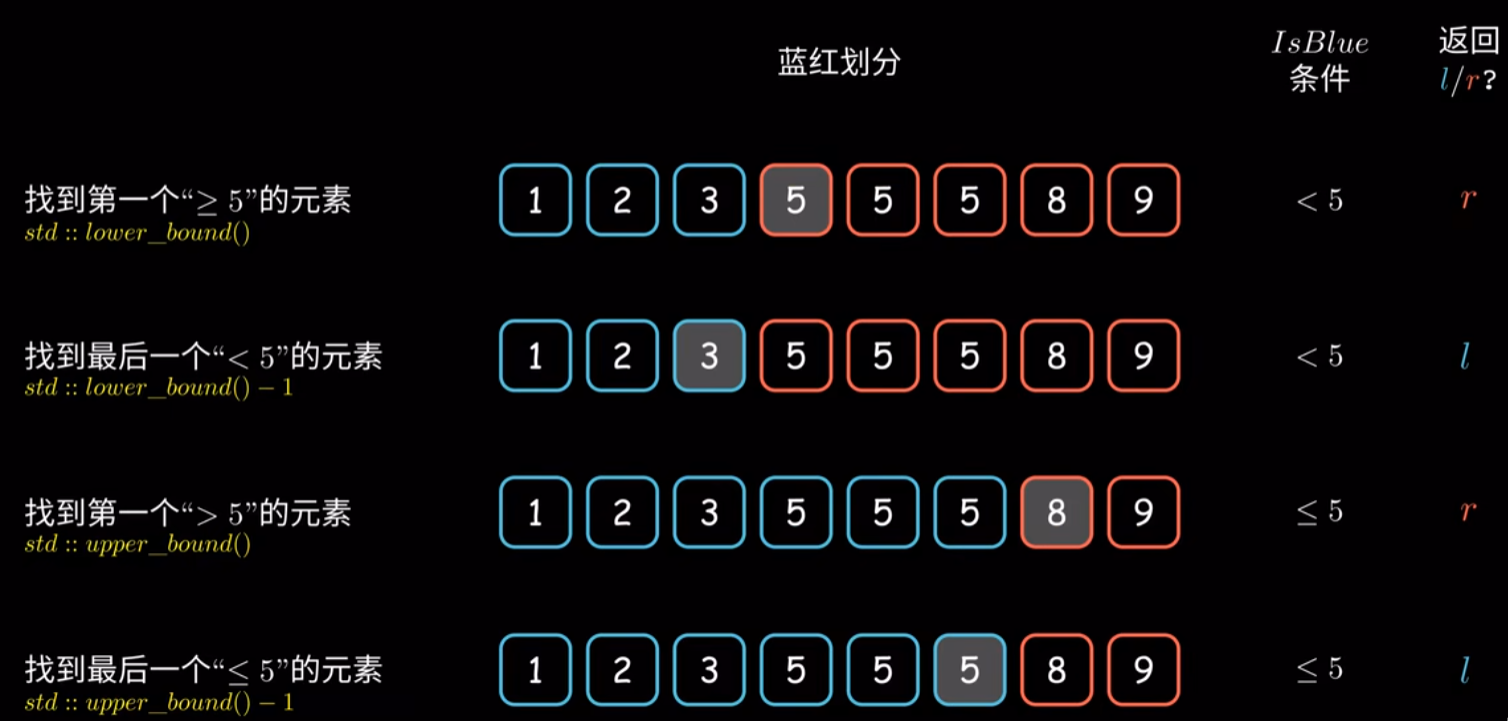 蓝红划分 IsBlue 条件 返回 l/r?
找到第一个“≥ 5”的元素 1 2 3 5 5 5 8 9 < 5 r
std :: lower_bound()
找到最后一个“< 5”的元素 1 2 3 5 5 5 8 9 < 5 l
std :: lower_bound() − 1
找到第一个“> 5”的元素 1 2 3 5 5 5 8 9 ≤ 5 r
std :: upper_bound()
找到最后一个“≤ 5”的元素 1 2 3 5 5 5 8 9 ≤ 5 l
std :: upper_bound() − 1